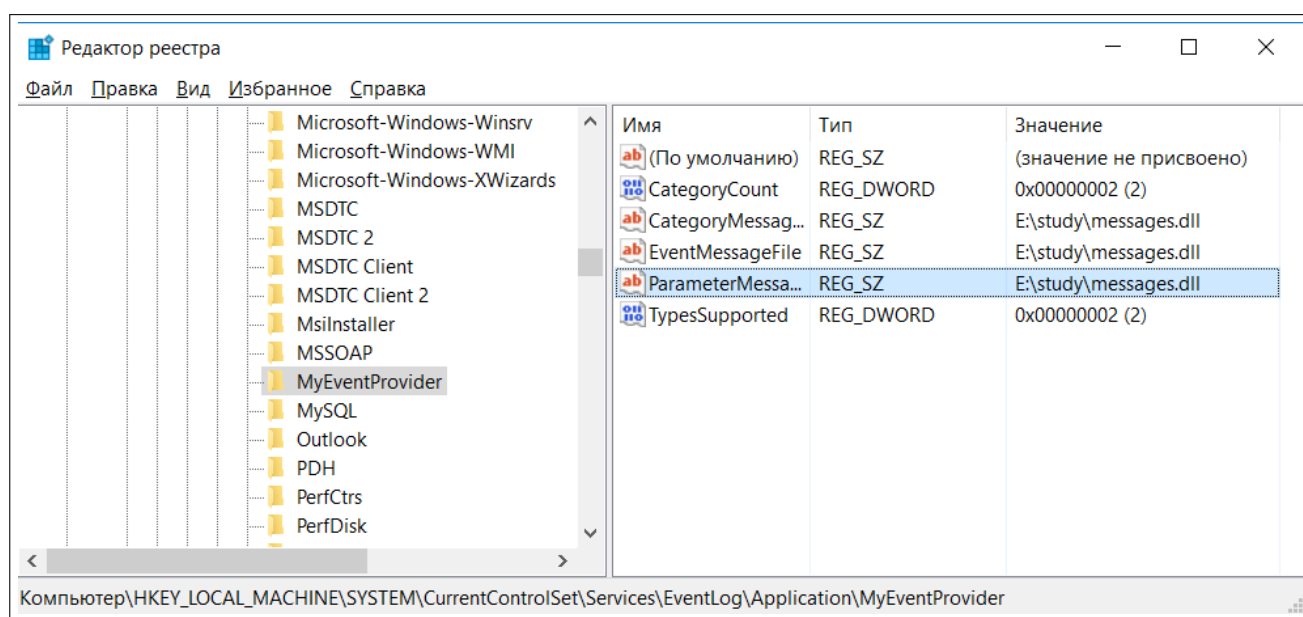 Редактор реестра
Файл Правка Вид Избранное Справка
Microsoft-Windows-Winsrv
Microsoft-Windows-WMI
Microsoft-Windows-XWizards
MSDTC
MSDTC 2
MSDTC Client
MSDTC Client 2
MsiInstaller
MSSOAP
MyEventProvider
MySQL
Outlook
PDH
PerfCtrs
PerfDisk
Имя Тип Значение
(По умолчанию) REG_SZ (значение не присвоено)
CategoryCount REG_DWORD 0x00000002 (2)
CategoryMessag... REG_SZ E:\study\messages.dll
EventMessageFile REG_SZ E:\study\messages.dll
ParameterMessa... REG_SZ E:\study\messages.dll
TypesSupported REG_DWORD 0x00000002 (2)
Компьютер\HKEY_LOCAL_MACHINE\SYSTEM\CurrentControlSet\Services\EventLog\Application\MyEventProvider